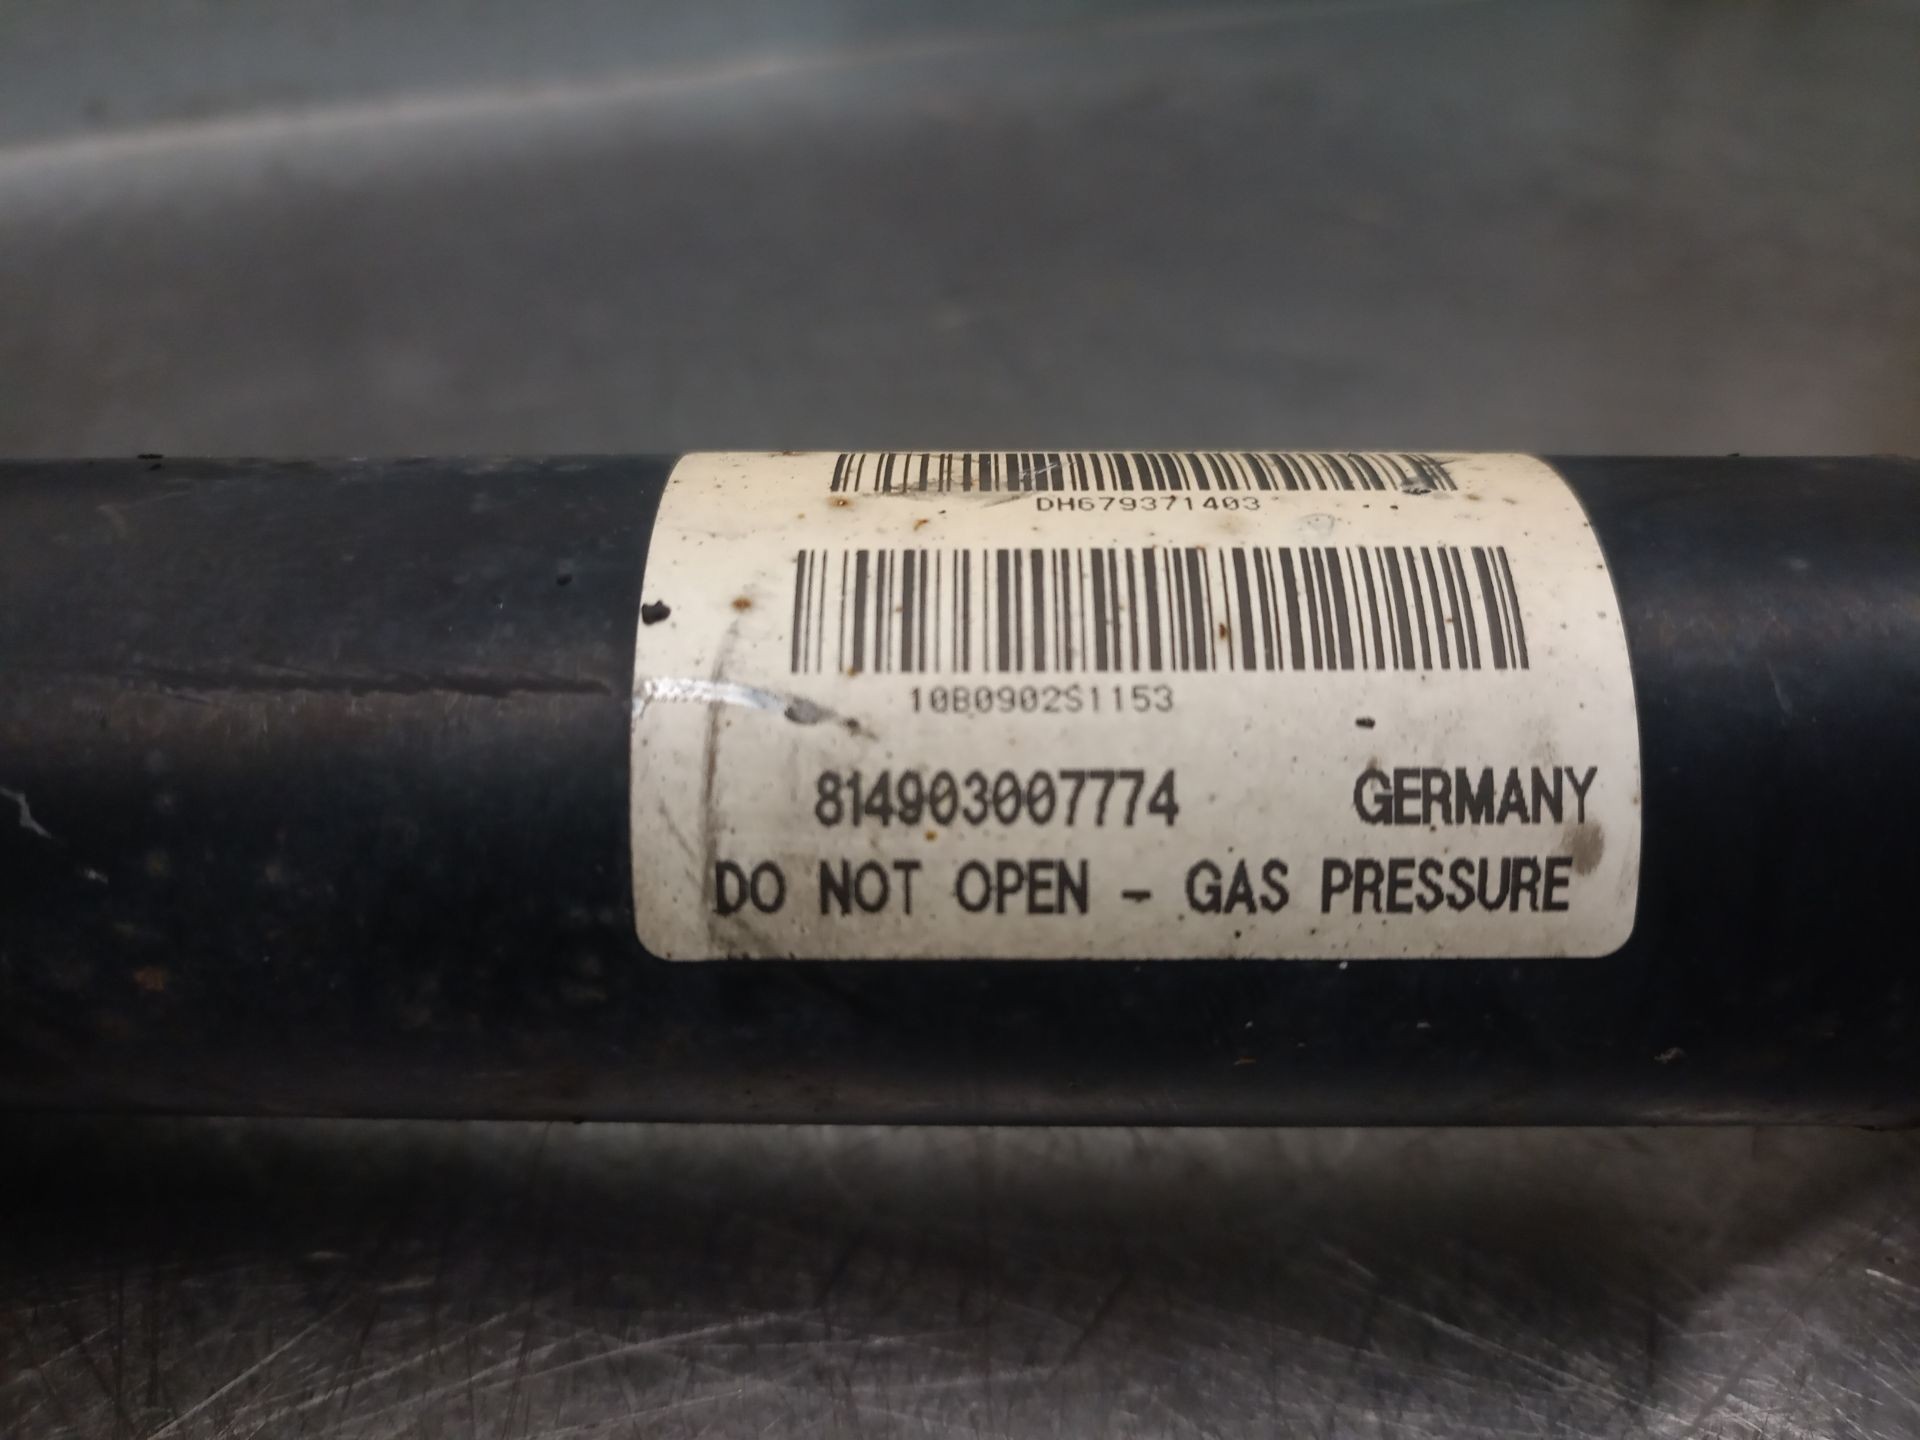 DH679371403
10B0902S1153
814903007774 GERMANY
DO NOT OPEN - GAS PRESSURE